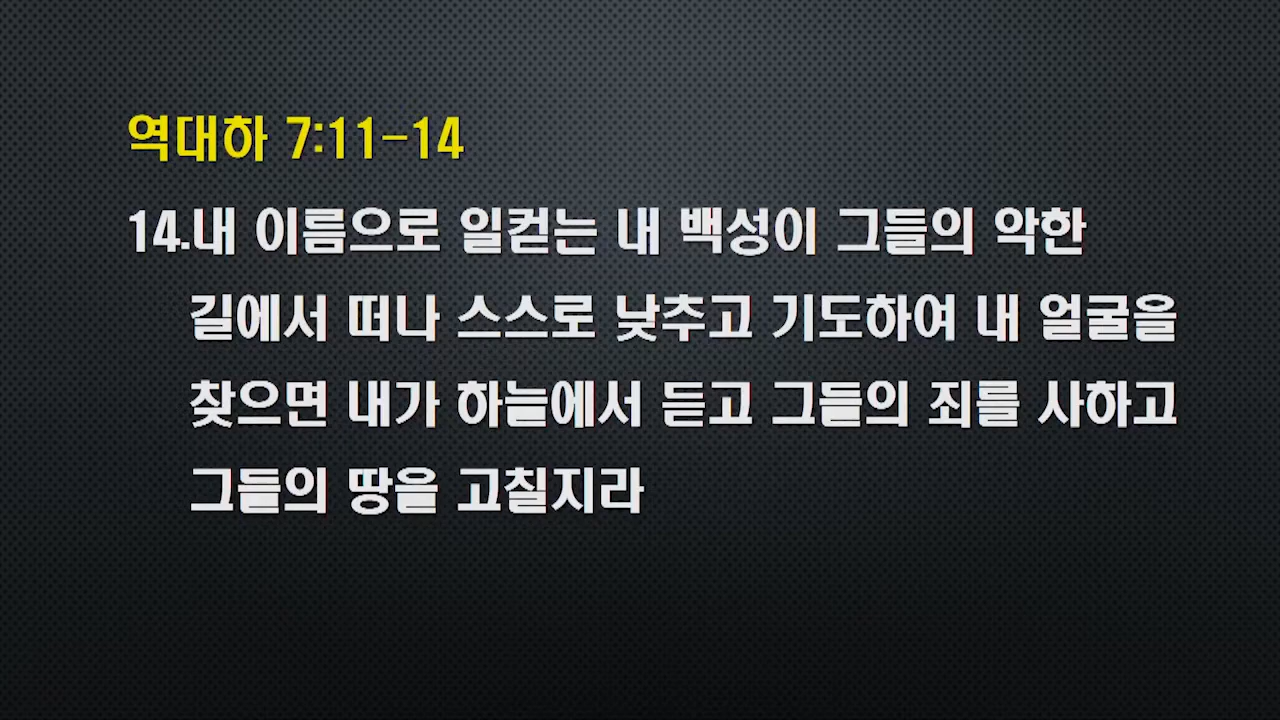 역대하 7:11-14
14.내 이름으로 일컫는 내 백성이 그들의 악한
길에서 떠나 스스로 낮추고 기도하여 내 얼굴을
찾으면 내가 하늘에서 듣고 그들의 죄를 사하고
그들의 땅을 고칠지라